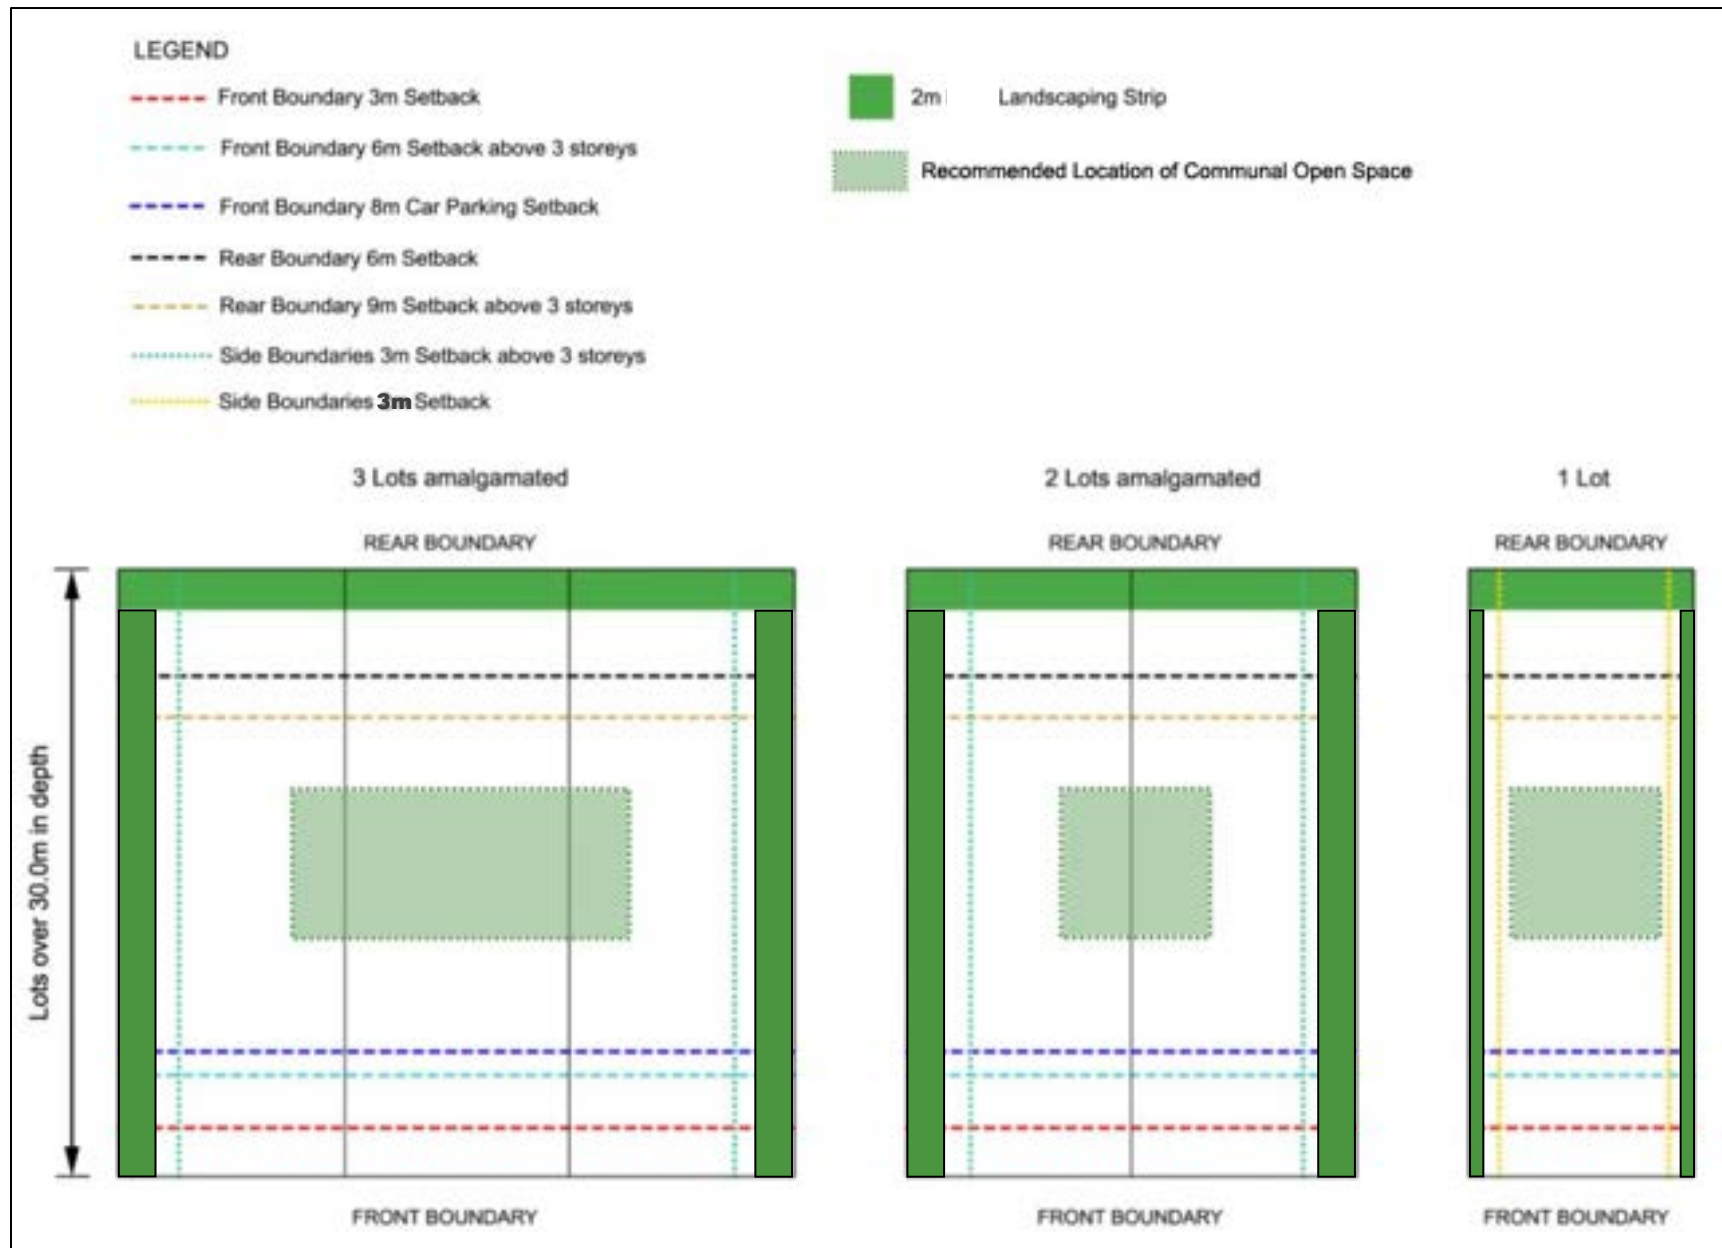 LEGEND
Front Boundary 3m Setback
Front Boundary 6m Setback above 3 storeys
Front Boundary 8m Car Parking Setback
Rear Boundary 6m Setback
Rear Boundary 9m Setback above 3 storeys
Side Boundaries 3m Setback above 3 storeys
Side Boundaries 3m Setback
2m Landscaping Strip
Recommended Location of Communal Open Space
3 Lots amalgamated
REAR BOUNDARY
Lots over 30.0m in depth
FRONT BOUNDARY
2 Lots amalgamated
REAR BOUNDARY
FRONT BOUNDARY
1 Lot
REAR BOUNDARY
FRONT BOUNDARY